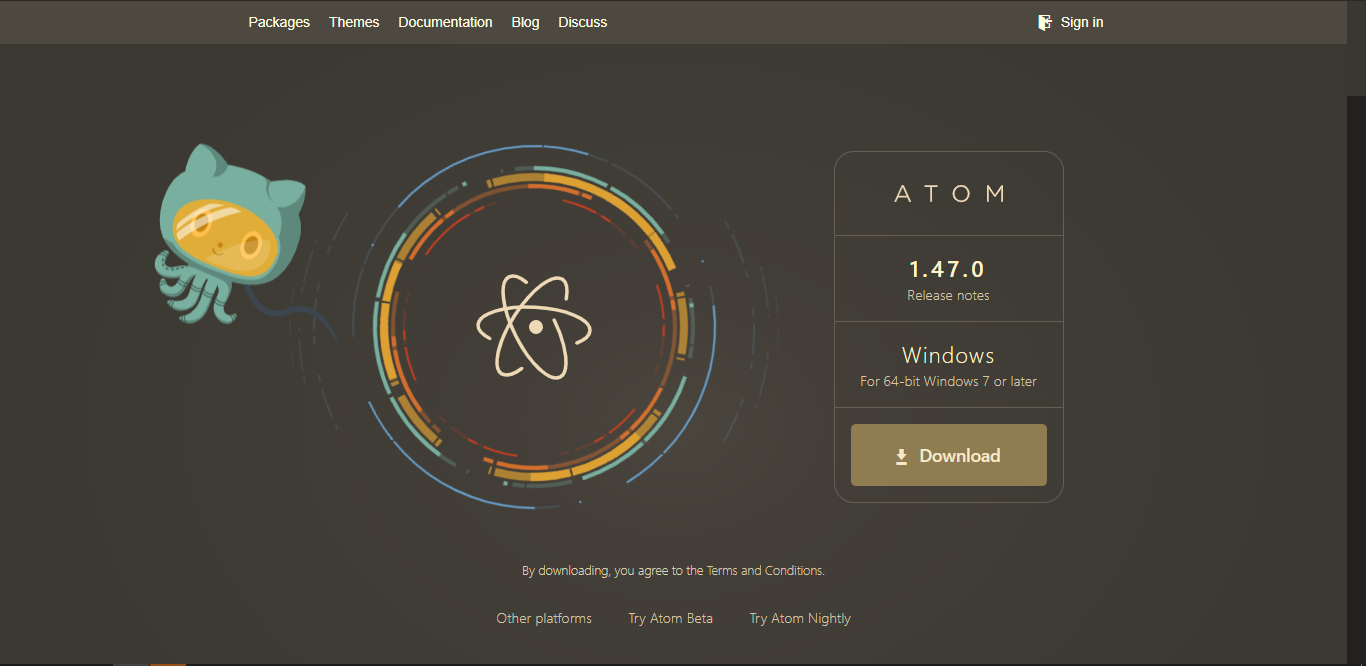 Packages Themes Documentation Blog Discuss Sign in
ATOM
1.47.0
Release notes
Windows
For 64-bit Windows 7 or later
Download
By downloading, you agree to the Terms and Conditions.
Other platforms Try Atom Beta Try Atom Nightly